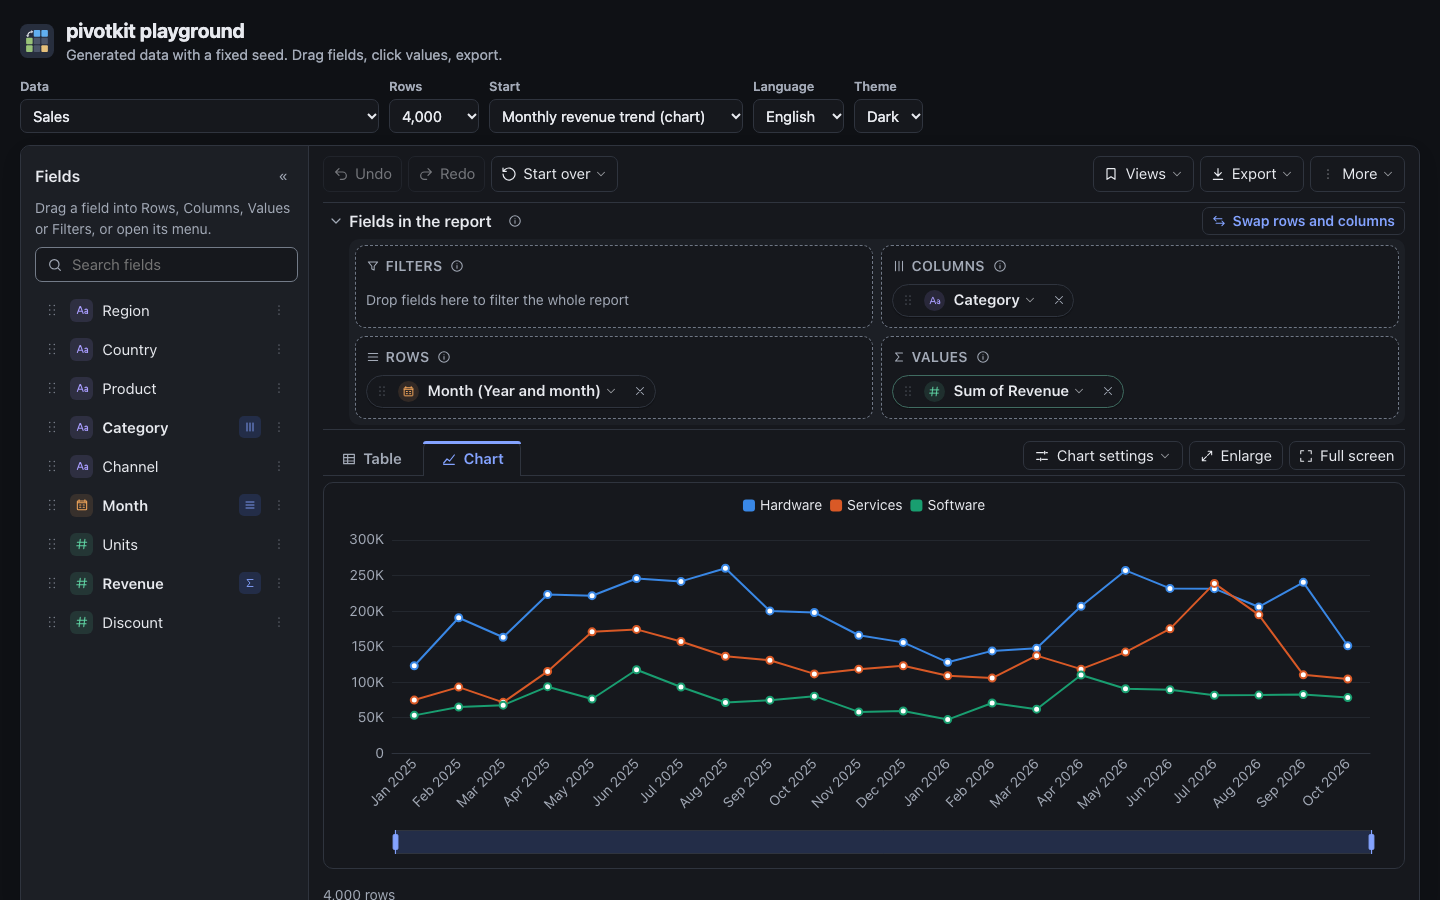 pivotkit playground
Generated data with a fixed seed. Drag fields, click values, export.
Data
Rows
Start
Language
Theme
Sales
4,000
Monthly revenue trend (chart)
English
Dark
Fields
«
Drag a field into Rows, Columns, Values
or Filters, or open its menu.
Search fields
Aa Region
Aa Country
Aa Product
Aa Category
Aa Channel
Month
# Units
# Revenue Σ
# Discount
Undo
Redo
Start over
Views
Export
More
Fields in the report
Swap rows and columns
FILTERS
Drop fields here to filter the whole report
COLUMNS
Aa Category
ROWS
Month (Year and month)
Σ VALUES
# Sum of Revenue
Table
Chart
Chart settings
Enlarge
Full screen
Hardware Services Software
300K
250K
200K
150K
100K
50K
0
Jan 2025
Feb 2025
Mar 2025
Apr 2025
May 2025
Jun 2025
Jul 2025
Aug 2025
Sep 2025
Oct 2025
Nov 2025
Dec 2025
Jan 2026
Feb 2026
Mar 2026
Apr 2026
May 2026
Jun 2026
Jul 2026
Aug 2026
Sep 2026
Oct 2026
4,000 rows